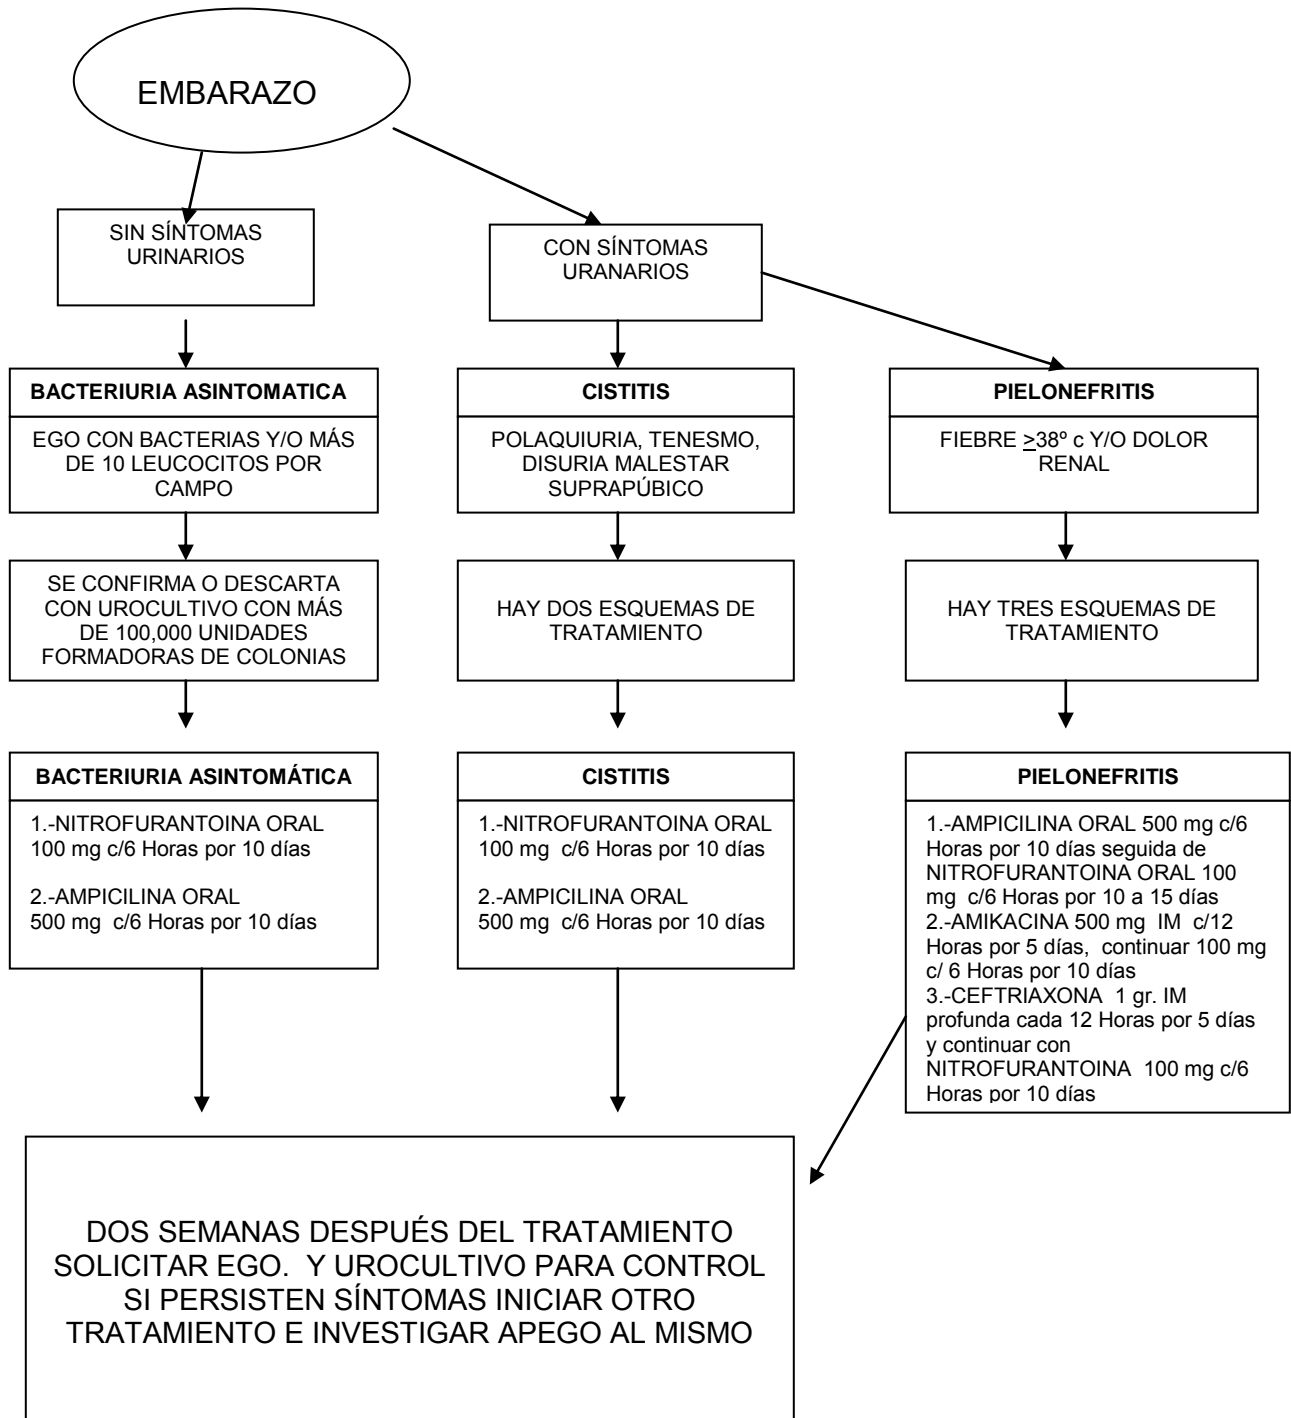 EMBARAZO
SIN SÍNTOMAS
URINARIOS
CON SÍNTOMAS
URANARIOS
BACTERIURIA ASINTOMATICA
EGO CON BACTERIAS Y/O MÁS
DE 10 LEUCOCITOS POR
CAMPO
CISTITIS
POLAQUIURIA, TENESMO,
DISURIA MALESTAR
SUPRAPÚBICO
PIELONEFRITIS
FIEBRE >38º c Y/O DOLOR
RENAL
SE CONFIRMA O DESCARTA
CON UROCULTIVO CON MÁS
DE 100,000 UNIDADES
FORMADORAS DE COLONIAS
HAY DOS ESQUEMAS DE
TRATAMIENTO
HAY TRES ESQUEMAS DE
TRATAMIENTO
BACTERIURIA ASINTOMÁTICA
1.-NITROFURANTOINA ORAL
100 mg c/6 Horas por 10 días
2.-AMPICILINA ORAL
500 mg c/6 Horas por 10 días
CISTITIS
1.-NITROFURANTOINA ORAL
100 mg c/6 Horas por 10 días
2.-AMPICILINA ORAL
500 mg c/6 Horas por 10 días
PIELONEFRITIS
1.-AMPICILINA ORAL 500 mg c/6
Horas por 10 días seguida de
NITROFURANTOINA ORAL 100
mg c/6 Horas por 10 a 15 días
2.-AMIKACINA 500 mg IM c/12
Horas por 5 días, continuar 100 mg
c/ 6 Horas por 10 días
3.-CEFTRIAXONA 1 gr. IM
profunda cada 12 Horas por 5 días
y continuar con
NITROFURANTOINA 100 mg c/6
Horas por 10 días
DOS SEMANAS DESPUÉS DEL TRATAMIENTO
SOLICITAR EGO. Y UROCULTIVO PARA CONTROL
SI PERSISTEN SÍNTOMAS INICIAR OTRO
TRATAMIENTO E INVESTIGAR APEGO AL MISMO